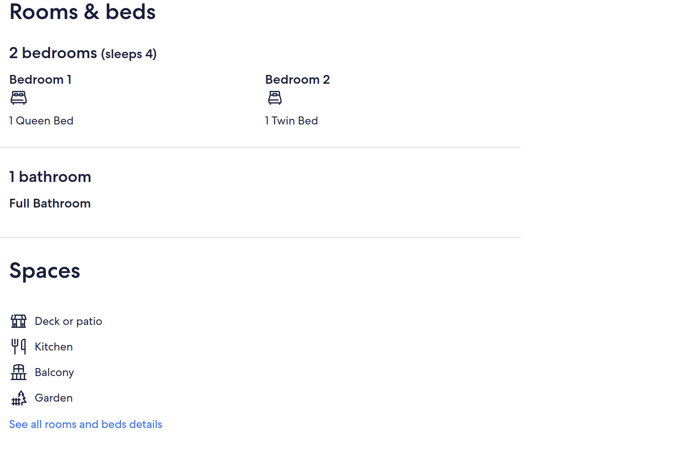 Rooms & beds
2 bedrooms (sleeps 4)
Bedroom 1
1 Queen Bed
Bedroom 2
1 Twin Bed
1 bathroom
Full Bathroom
Spaces
Deck or patio
Kitchen
Balcony
Garden
See all rooms and beds details